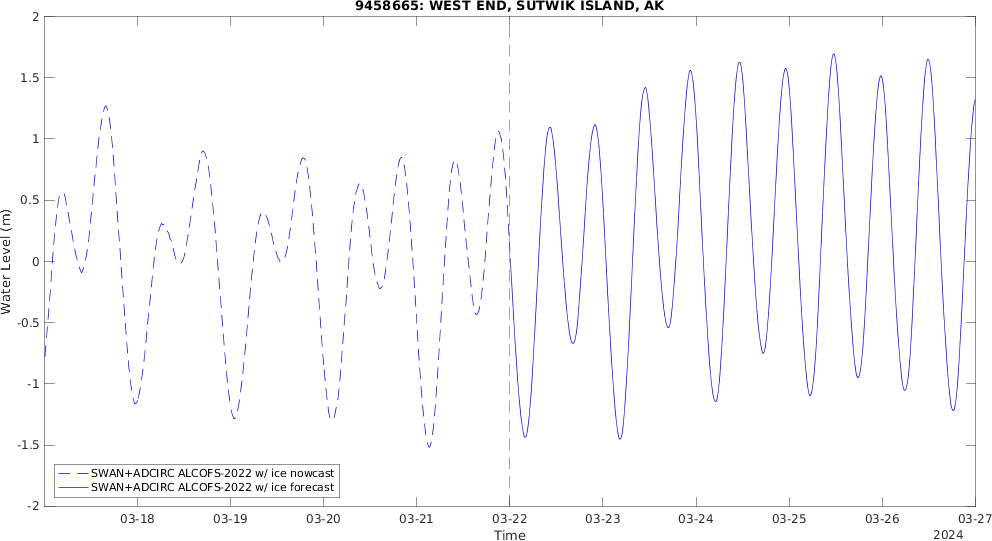 9458665: WEST END, SUTWIK ISLAND, AK
2
1.5
1
0.5
0
-0.5
-1
-1.5
-2
Water Level (m)
SWAN+ADCIRC ALCOFS-2022 w/ ice nowcast
SWAN+ADCIRC ALCOFS-2022 w/ ice forecast
03-18 03-19 03-20 03-21 03-22 03-23 03-24 03-25 03-26 03-27
Time
2024